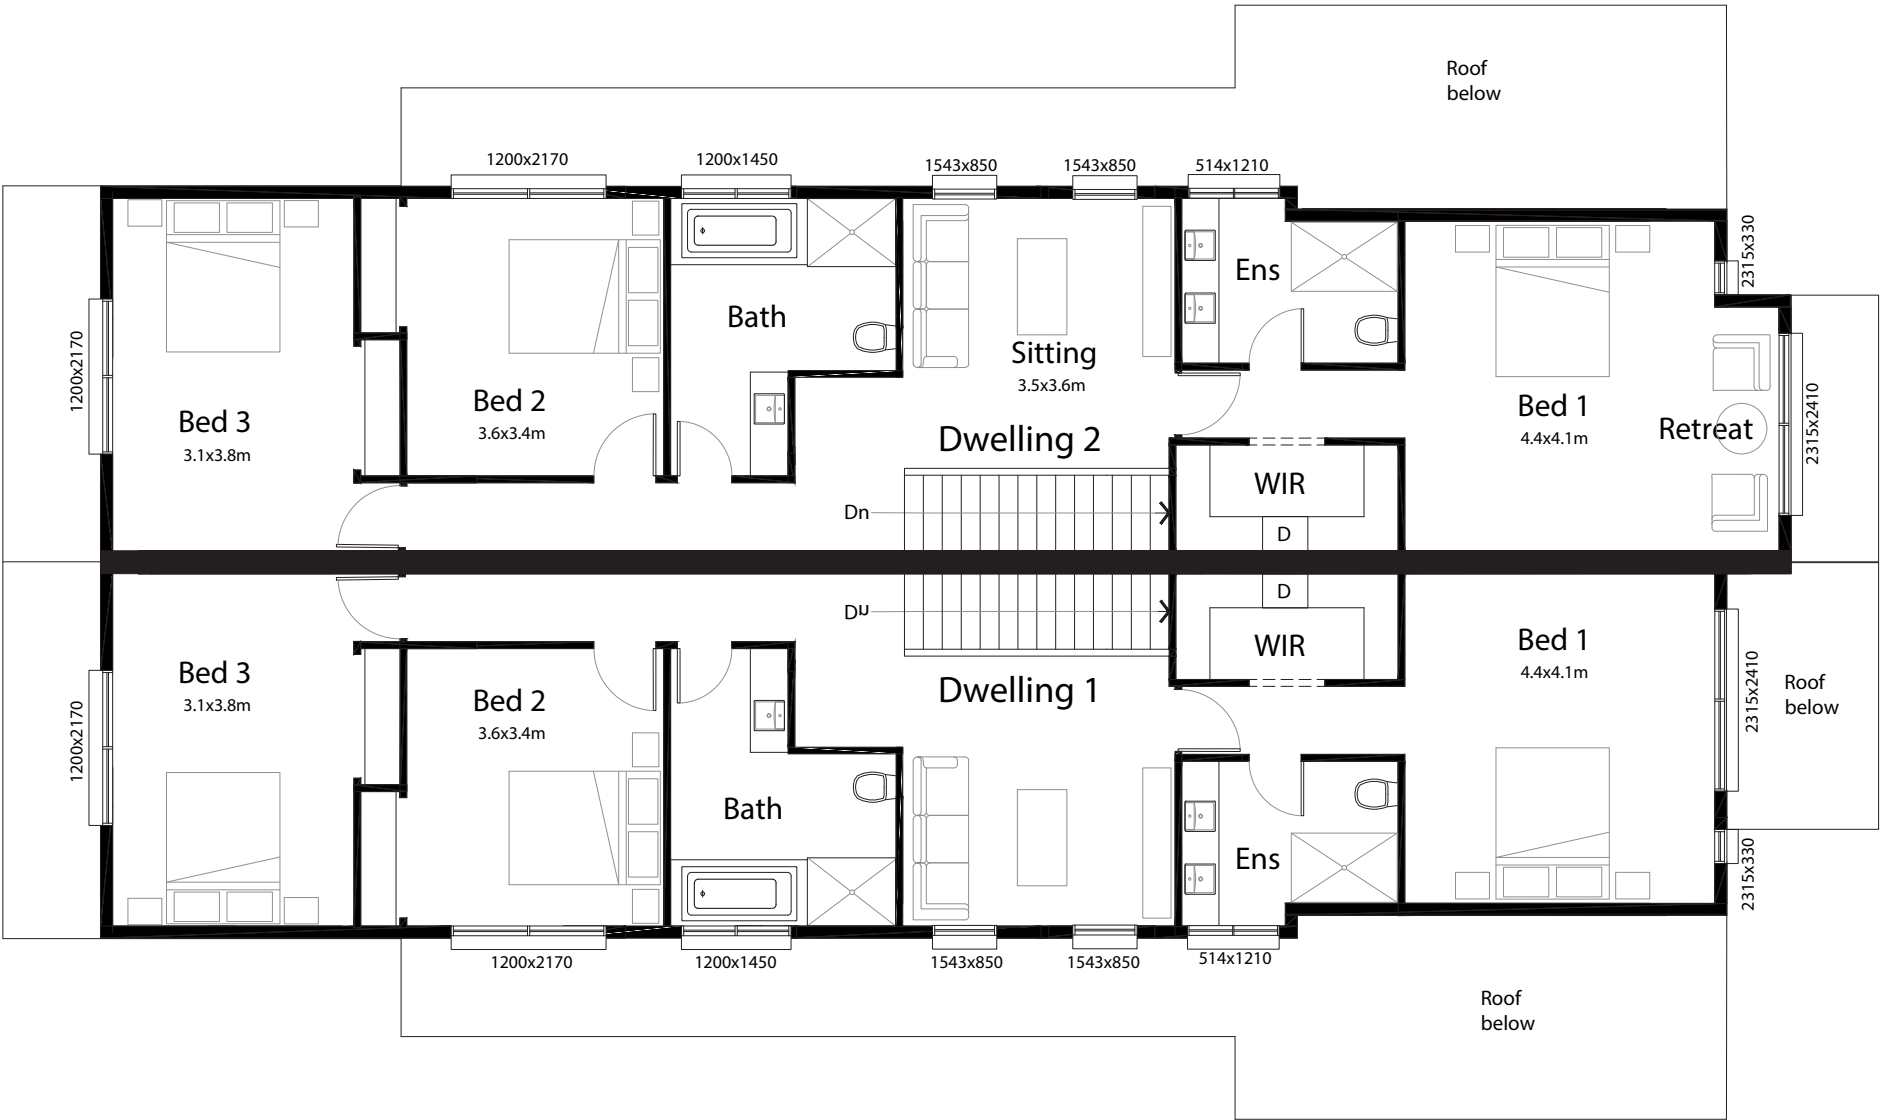 Roof
below
1200x2170
1200x1450
1543x850
1543x850
514x1210
2315x330
Ens
Bath
Sitting
3.5x3.6m
1200x2170
Bed 3
3.1x3.8m
Bed 2
3.6x3.4m
Dwelling 2
Bed 1
4.4x4.1m
Retreat
2315x2410
WIR
Dn
D
D
Du
WIR
Bed 3
3.1x3.8m
Bed 2
3.6x3.4m
Dwelling 1
Bed 1
4.4x4.1m
2315x2410
Roof
below
1200x2170
Bath
Ens
2315x330
1200x2170
1200x1450
1543x850
1543x850
514x1210
Roof
below